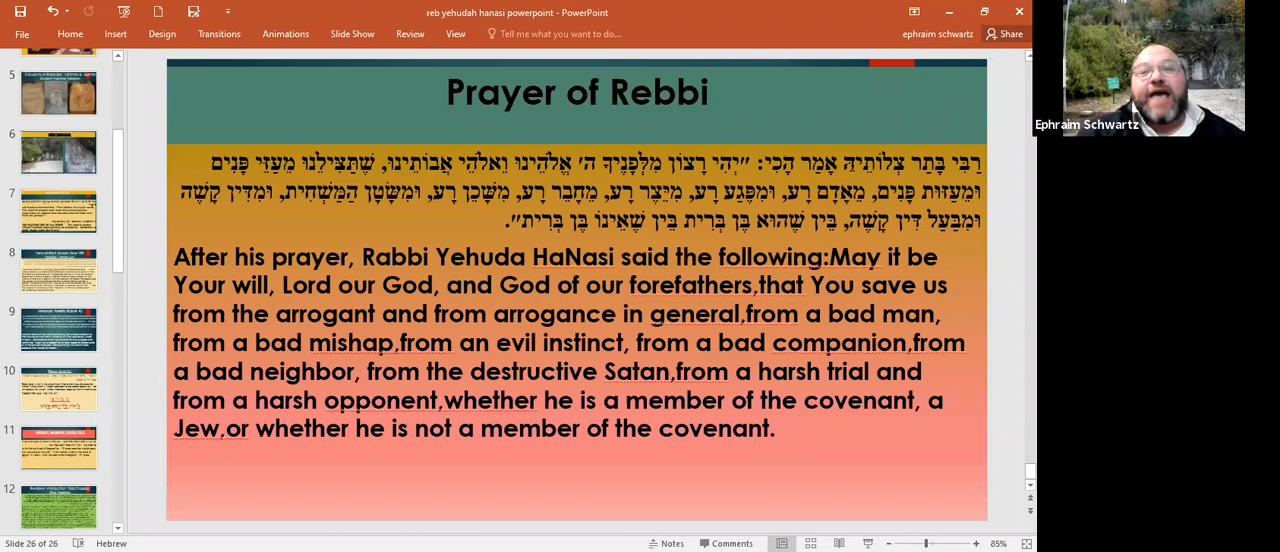 reb yehudah hanasi powerpoint - PowerPoint
File Home Insert Design Transitions Animations Slide Show Review View Tell me what you want to do... ephraim schwartz Share
5
6
7
8
9
10
11
12
Prayer of Rebbi
רַבִּי בָּתַר צְלוֹתֵיהּ אָמַר הָכִי: ״יְהִי רָצוֹן מִלְּפָנֶיךָ ה׳ אֱלֹהֵינוּ וֵאלֹהֵי אֲבוֹתֵינוּ, שֶׁתַּצִּילֵנוּ מֵעַזֵּי פָנִים
וּמֵעַזּוּת פָּנִים, מֵאָדָם רָע, וּמִפֶּגַע רָע, מִיֵּצֶר רָע, מֵחָבֵר רָע, מִשָּׁכֵן רָע, וּמִשָּׂטָן הַמַּשְׁחִית, וּמִדִּין קָשֶׁה
וּמִבַּעַל דִּין קָשֶׁה, בֵּין שֶׁהוּא בֶּן בְּרִית בֵּין שֶׁאֵינוֹ בֶּן בְּרִית״.
After his prayer, Rabbi Yehuda HaNasi said the following:May it be
Your will, Lord our God, and God of our forefathers,that You save us
from the arrogant and from arrogance in general,from a bad man,
from a bad mishap,from an evil instinct, from a bad companion,from
a bad neighbor, from the destructive Satan,from a harsh trial and
from a harsh opponent,whether he is a member of the covenant, a
Jew,or whether he is not a member of the covenant.
Slide 26 of 26 Hebrew Notes Comments 85%
Ephraim Schwartz